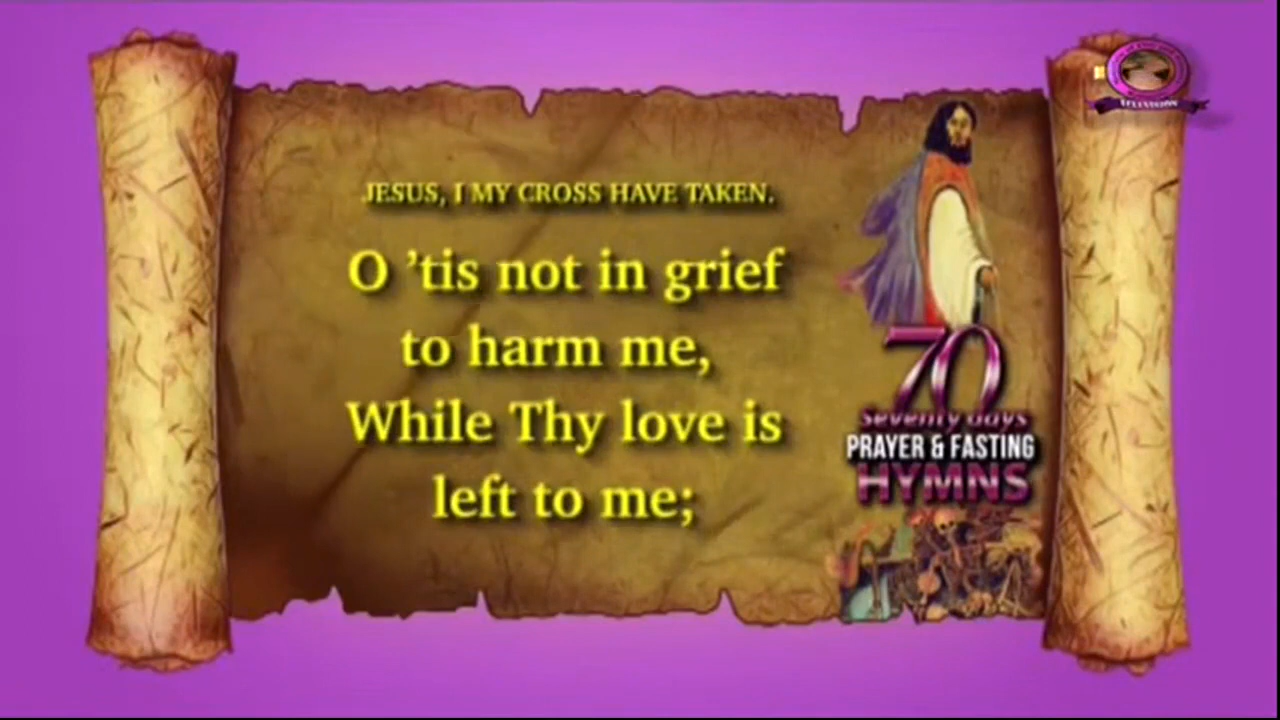 JESUS, I MY CROSS HAVE TAKEN.
O ’tis not in grief
to harm me,
While Thy love is
left to me;
70
seventy days
PRAYER & FASTING
HYMNS
TELEVISION